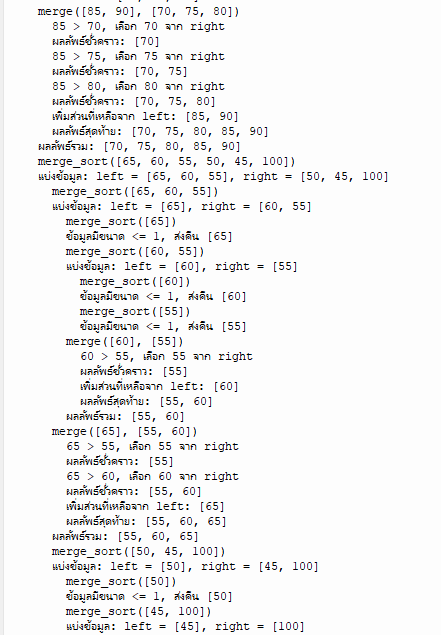 merge([85, 90], [70, 75, 80])
85 > 70, เลือก 70 จาก right
ผลลัพธ์ชั่วคราว: [70]
85 > 75, เลือก 75 จาก right
ผลลัพธ์ชั่วคราว: [70, 75]
85 > 80, เลือก 80 จาก right
ผลลัพธ์ชั่วคราว: [70, 75, 80]
เพิ่มส่วนที่เหลือจาก left: [85, 90]
ผลลัพธ์สุดท้าย: [70, 75, 80, 85, 90]
ผลลัพธ์รวม: [70, 75, 80, 85, 90]
merge_sort([65, 60, 55, 50, 45, 100])
แบ่งข้อมูล: left = [65, 60, 55], right = [50, 45, 100]
merge_sort([65, 60, 55])
แบ่งข้อมูล: left = [65], right = [60, 55]
merge_sort([65])
ข้อมูลมีขนาด <= 1, ส่งคืน [65]
merge_sort([60, 55])
แบ่งข้อมูล: left = [60], right = [55]
merge_sort([60])
ข้อมูลมีขนาด <= 1, ส่งคืน [60]
merge_sort([55])
ข้อมูลมีขนาด <= 1, ส่งคืน [55]
merge([60], [55])
60 > 55, เลือก 55 จาก right
ผลลัพธ์ชั่วคราว: [55]
เพิ่มส่วนที่เหลือจาก left: [60]
ผลลัพธ์สุดท้าย: [55, 60]
ผลลัพธ์รวม: [55, 60]
merge([65], [55, 60])
65 > 55, เลือก 55 จาก right
ผลลัพธ์ชั่วคราว: [55]
65 > 60, เลือก 60 จาก right
ผลลัพธ์ชั่วคราว: [55, 60]
เพิ่มส่วนที่เหลือจาก left: [65]
ผลลัพธ์สุดท้าย: [55, 60, 65]
ผลลัพธ์รวม: [55, 60, 65]
merge_sort([50, 45, 100])
แบ่งข้อมูล: left = [50], right = [45, 100]
merge_sort([50])
ข้อมูลมีขนาด <= 1, ส่งคืน [50]
merge_sort([45, 100])
แบ่งข้อมูล: left = [45], right = [100]